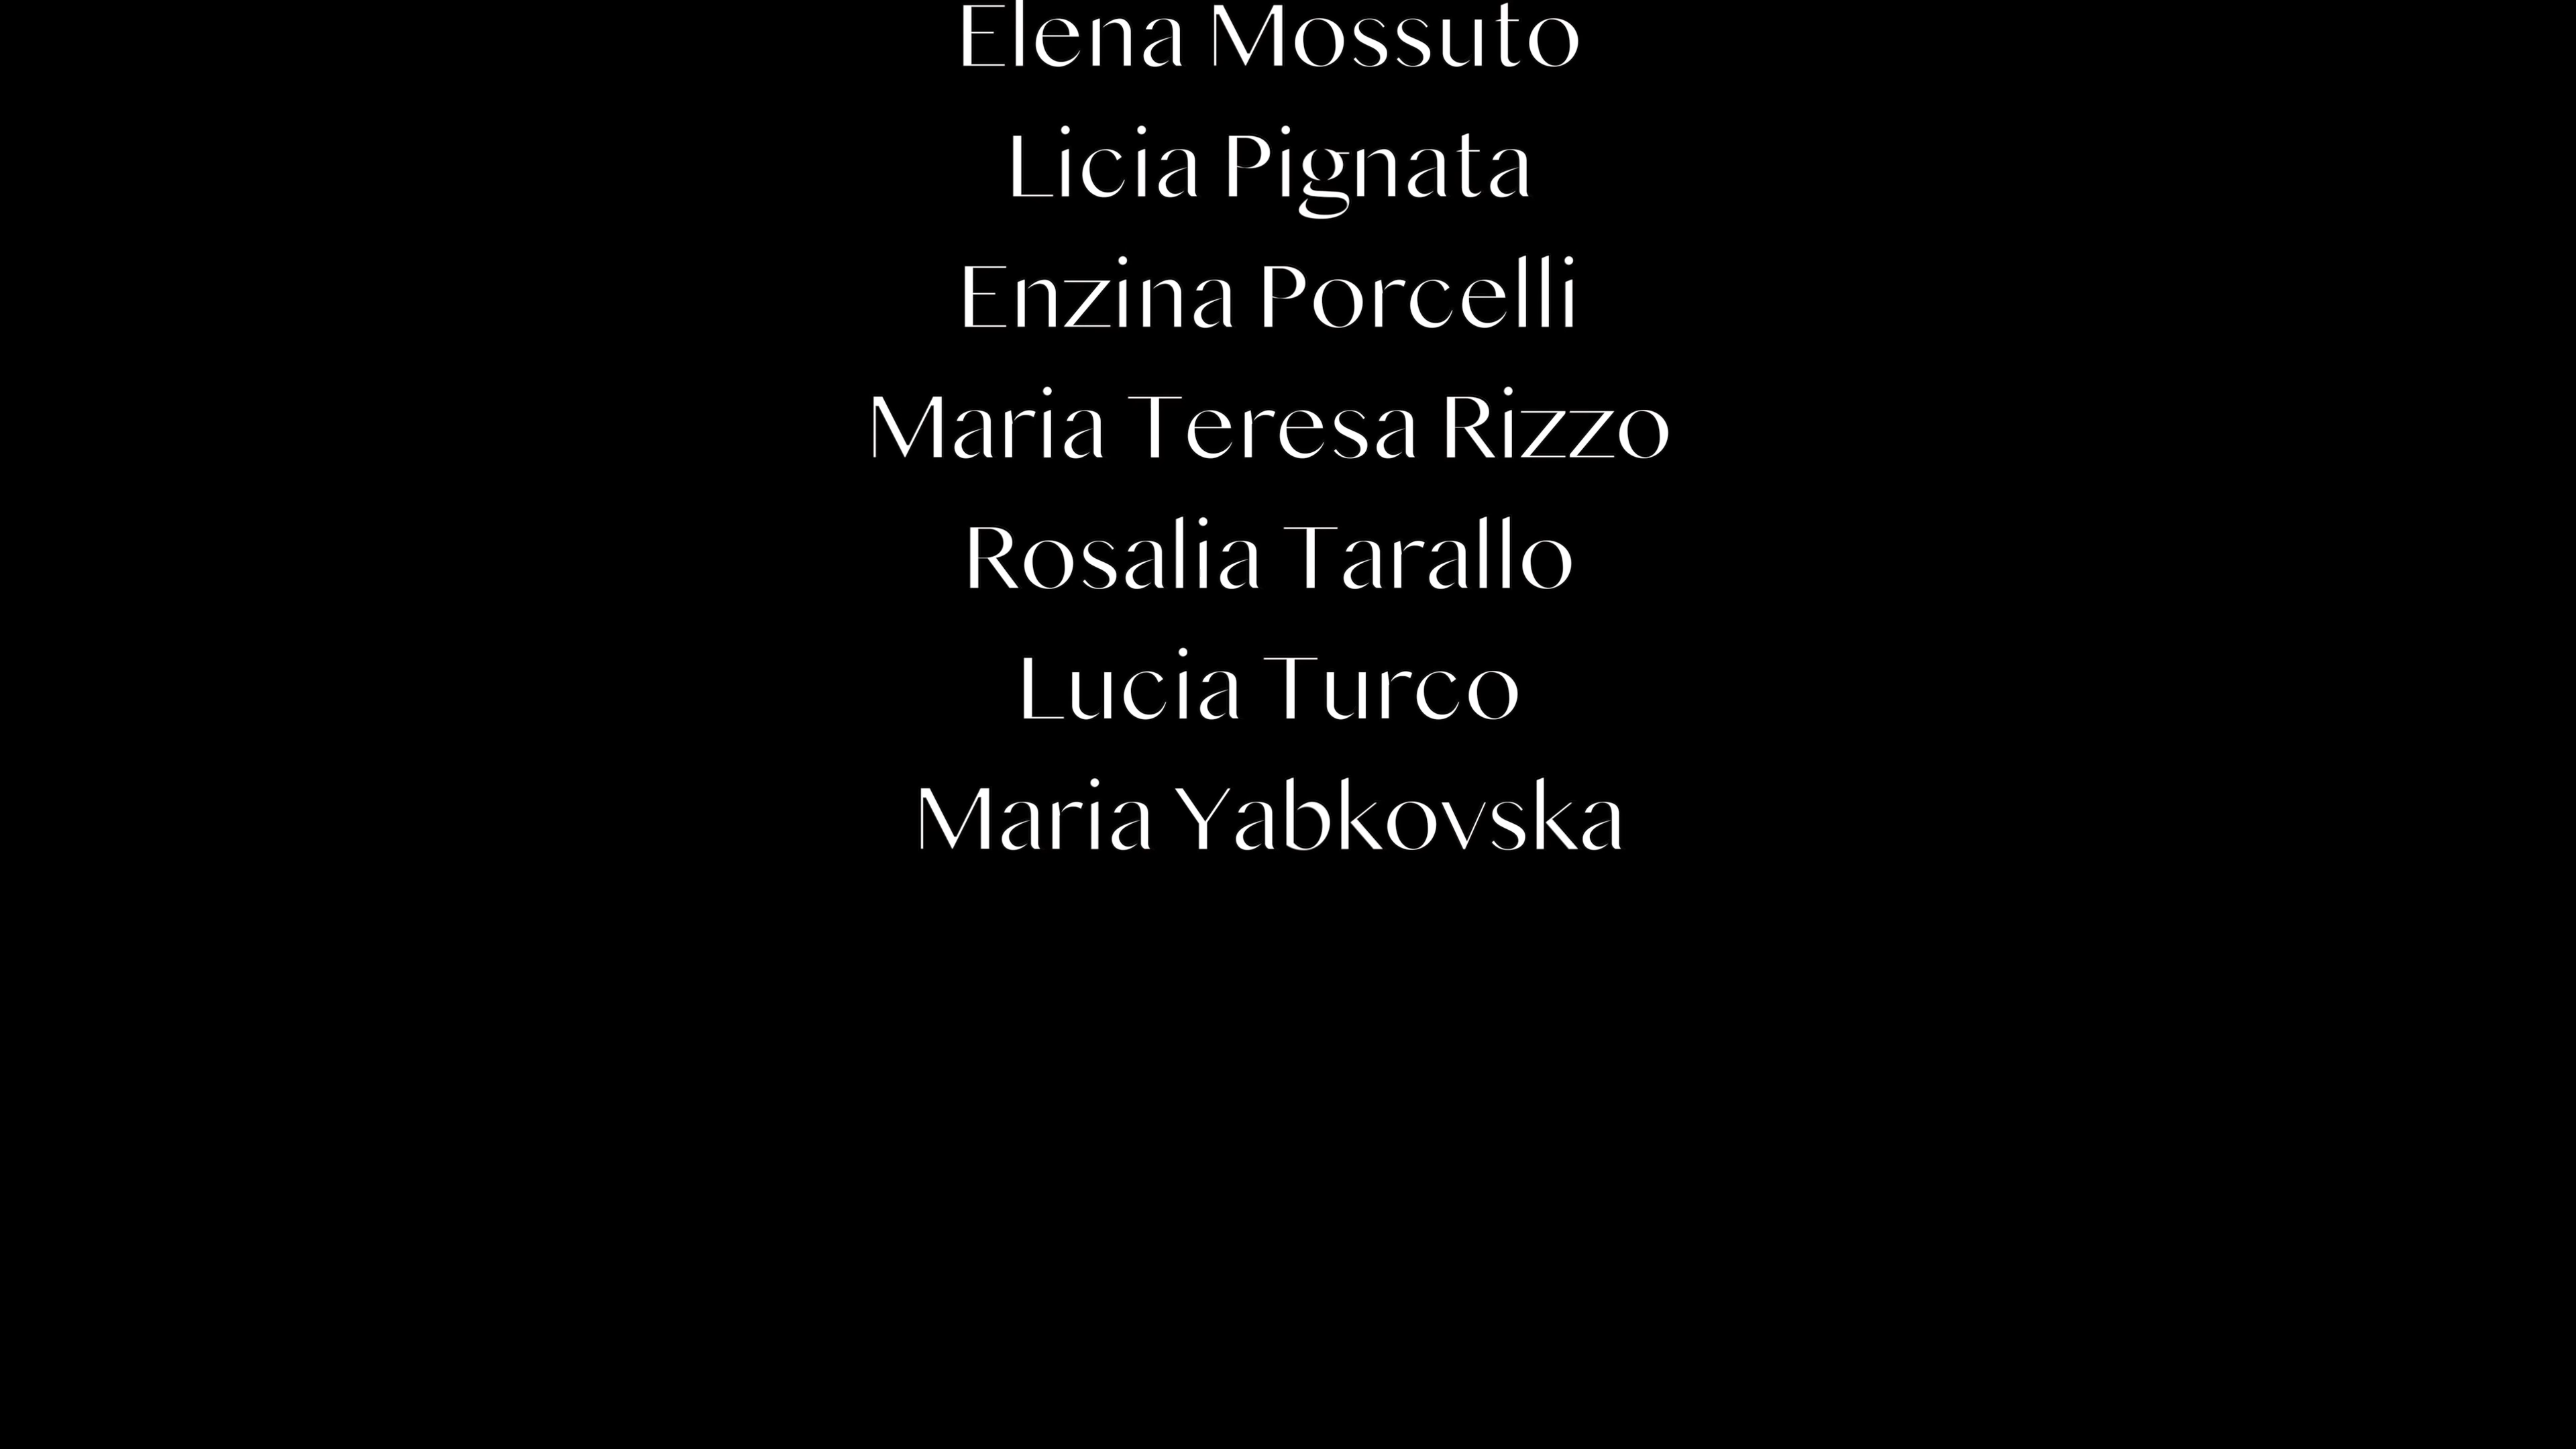 Elena Mossuto
Licia Pignata
Enzina Porcelli
Maria Teresa Rizzo
Rosalia Tarallo
Lucia Turco
Maria Yabkovska